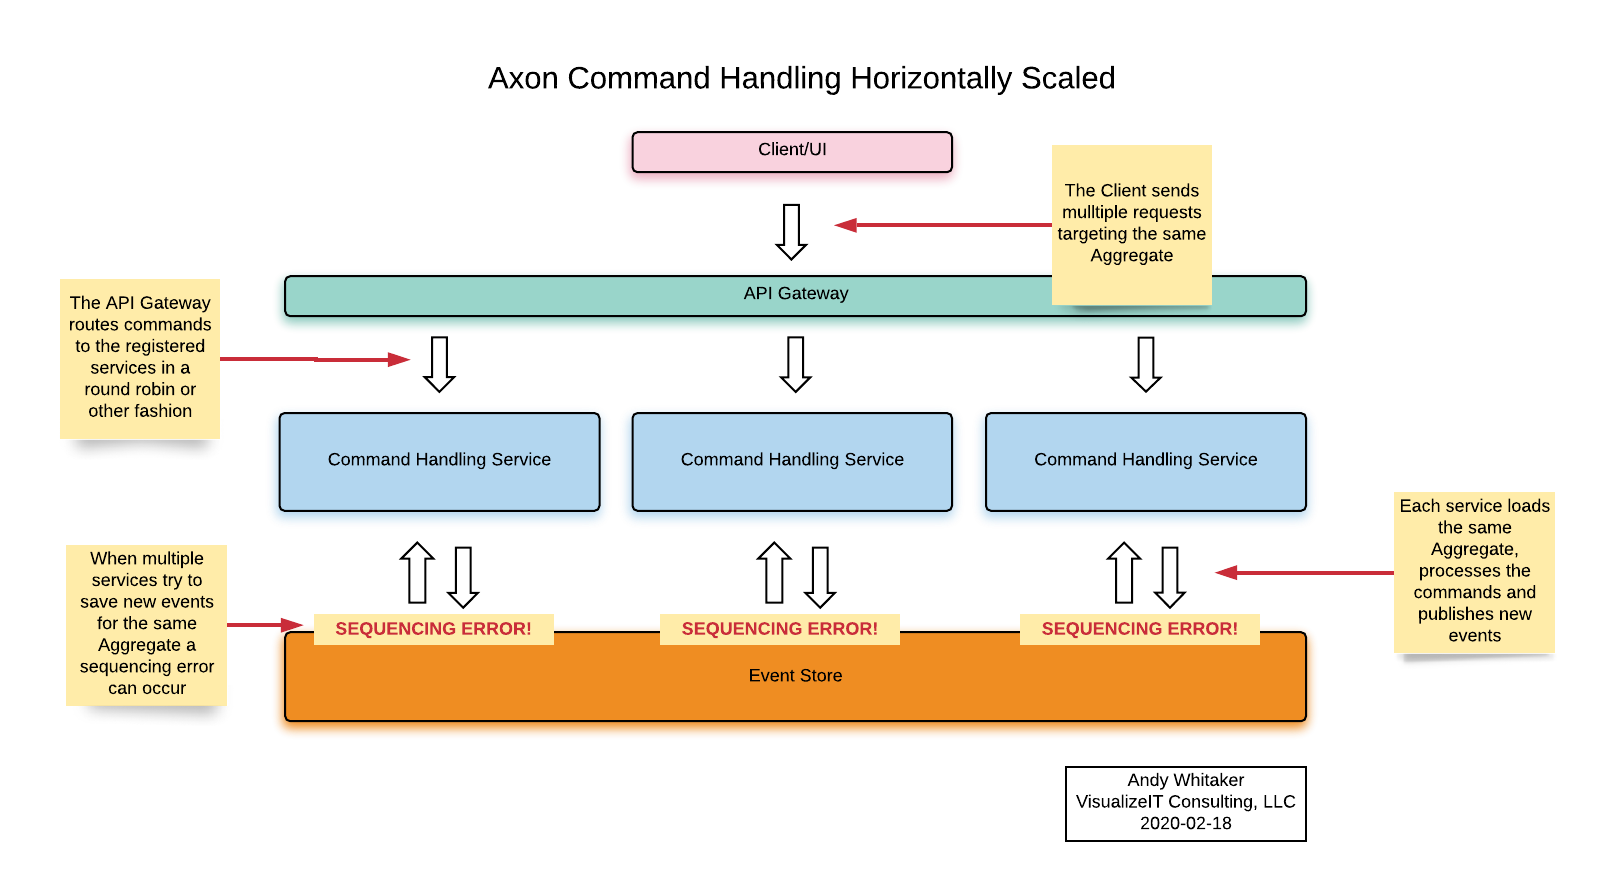 Axon Command Handling Horizontally Scaled
Client/UI
The Client sends
mulltiple requests
targeting the same
Aggregate
API Gateway
The API Gateway
routes commands
to the registered
services in a
round robin or
other fashion
Command Handling Service
Command Handling Service
Command Handling Service
Each service loads
the same
Aggregate,
processes the
commands and
publishes new
events
When multiple
services try to
save new events
for the same
Aggregate a
sequencing error
can occur
SEQUENCING ERROR!
SEQUENCING ERROR!
SEQUENCING ERROR!
Event Store
Andy Whitaker
VisualizeIT Consulting, LLC
2020-02-18